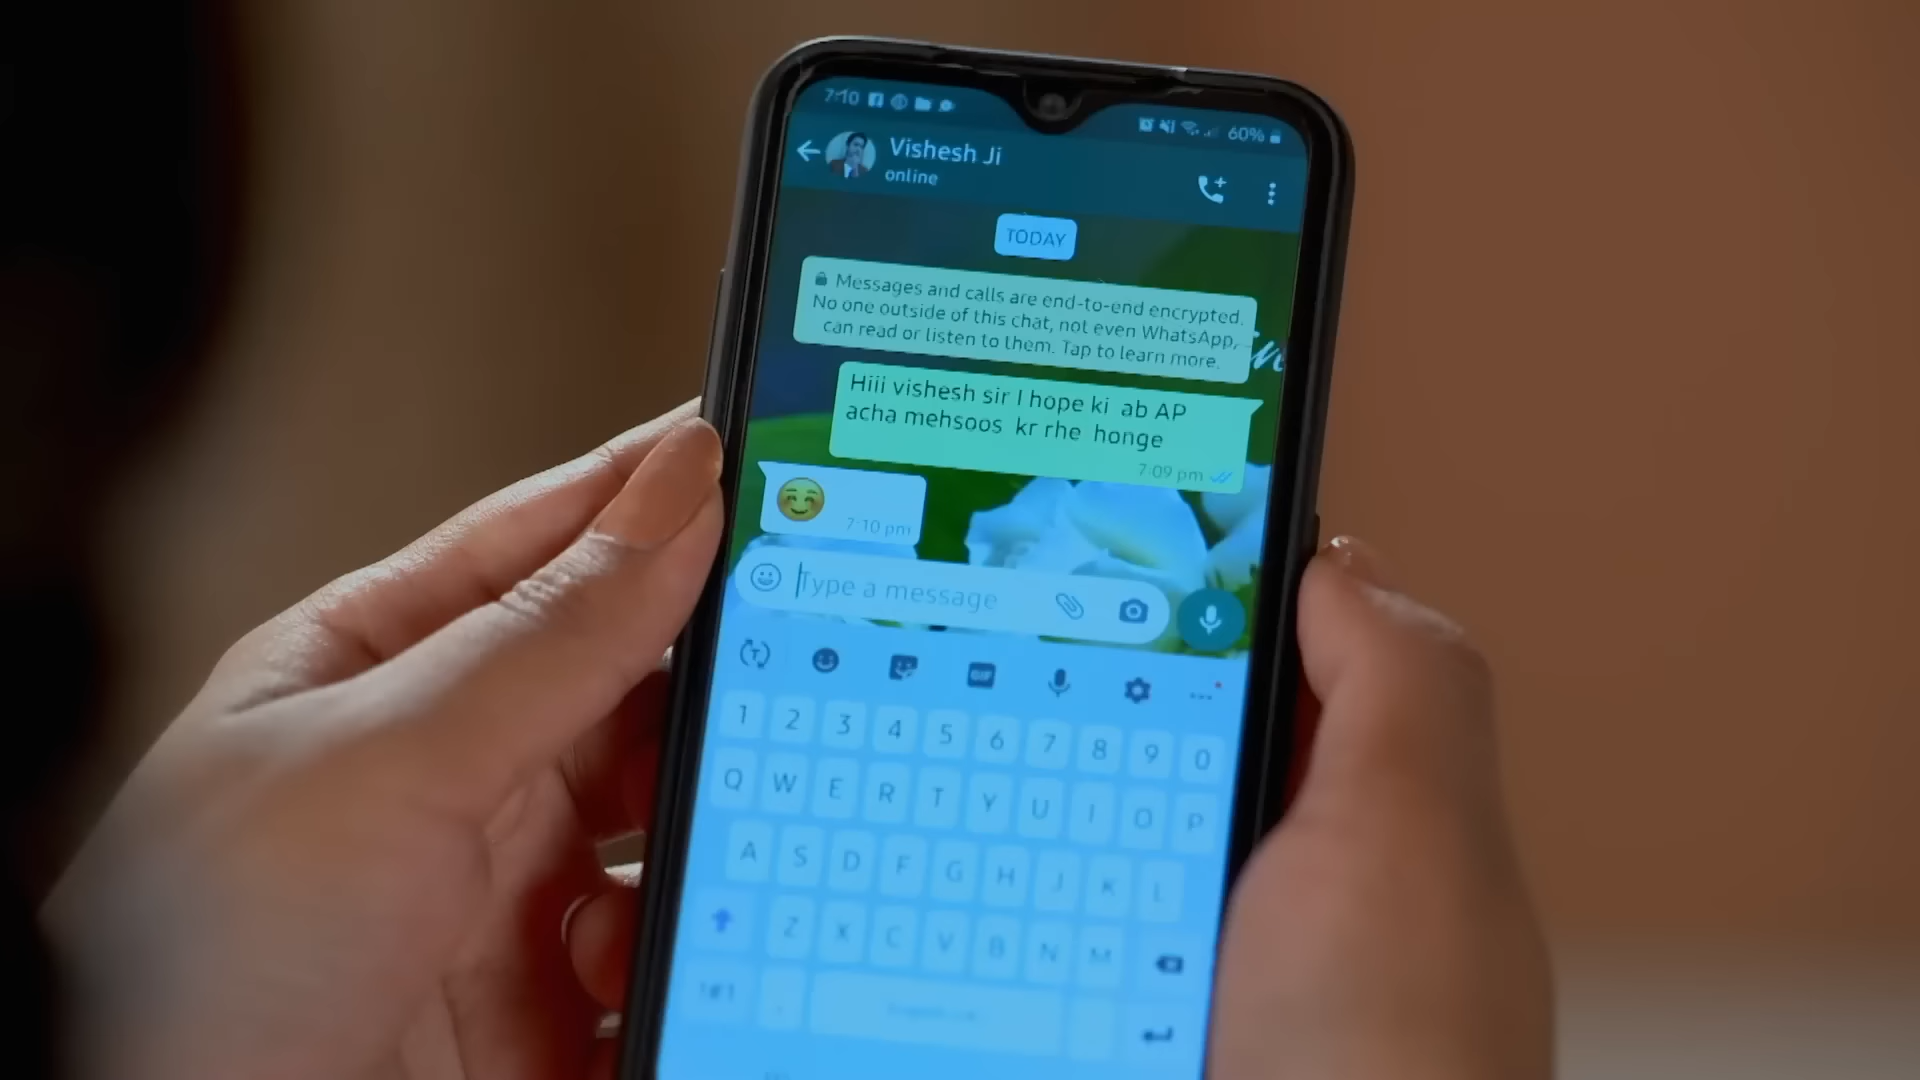 7:10
60%
Vishesh Ji
online
TODAY
Messages and calls are end-to-end encrypted.
No one outside of this chat, not even WhatsApp,
can read or listen to them. Tap to learn more.
Hiii vishesh sir I hope ki ab AP
acha mehsoos kr rhe honge
7:09 pm
7:10 pm
Type a message
GIF
1 2 3 4 5 6 7 8 9 0
Q W E R T Y U I O P
A S D F G H J K L
Z X C V B N M
!#1